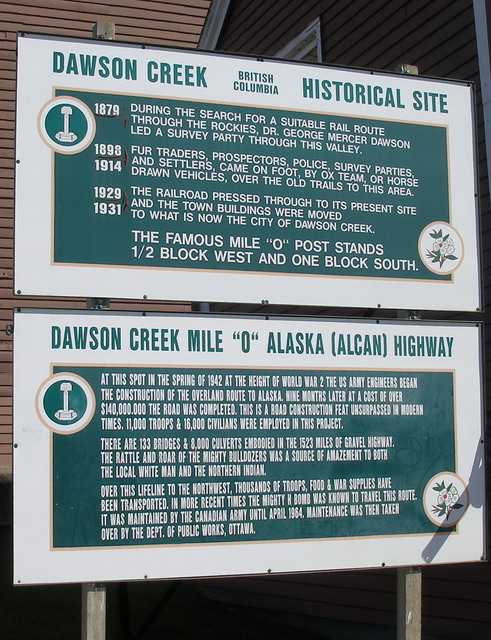 DAWSON CREEK BRITISH COLUMBIA HISTORICAL SITE
1879 DURING THE SEARCH FOR A SUITABLE RAIL ROUTE
THROUGH THE ROCKIES, DR. GEORGE MERCER DAWSON
LED A SURVEY PARTY THROUGH THIS VALLEY.
1898 FUR TRADERS, PROSPECTORS, POLICE, SURVEY PARTIES,
1914 AND SETTLERS, CAME ON FOOT, BY OX TEAM, OR HORSE
DRAWN VEHICLES, OVER THE OLD TRAILS TO THIS AREA.
1929 THE RAILROAD PRESSED THROUGH TO ITS PRESENT SITE
1931 AND THE TOWN BUILDINGS WERE MOVED
TO WHAT IS NOW THE CITY OF DAWSON CREEK.
THE FAMOUS MILE "O" POST STANDS
1/2 BLOCK WEST AND ONE BLOCK SOUTH.
DAWSON CREEK MILE "O" ALASKA (ALCAN) HIGHWAY
AT THIS SPOT IN THE SPRING OF 1942 AT THE HEIGHT OF WORLD WAR 2 THE US ARMY ENGINEERS BEGAN
THE CONSTRUCTION OF THE OVERLAND ROUTE TO ALASKA. NINE MONTHS LATER AT A COST OF OVER
$140,000.000 THE ROAD WAS COMPLETED. THIS IS A ROAD CONSTRUCTION FEAT UNSURPASSED IN MODERN
TIMES. 11,000 TROOPS & 16,000 CIVILIANS WERE EMPLOYED IN THIS PROJECT.
THERE ARE 133 BRIDGES & 8,000 CULVERTS EMBODIED IN THE 1523 MILES OF GRAVEL HIGHWAY.
THE RATTLE AND ROAR OF THE MIGHTY BULLDOZERS WAS A SOURCE OF AMAZEMENT TO BOTH
THE LOCAL WHITE MAN AND THE NORTHERN INDIAN.
OVER THIS LIFELINE TO THE NORTHWEST, THOUSANDS OF TROOPS, FOOD & WAR SUPPLIES HAVE
BEEN TRANSPORTED. IN MORE RECENT TIMES THE MIGHTY H BOMB WAS KNOWN TO TRAVEL THIS ROUTE.
IT WAS MAINTAINED BY THE CANADIAN ARMY UNTIL APRIL 1964. MAINTENANCE WAS THEN TAKEN
OVER BY THE DEPT. OF PUBLIC WORKS, OTTAWA.